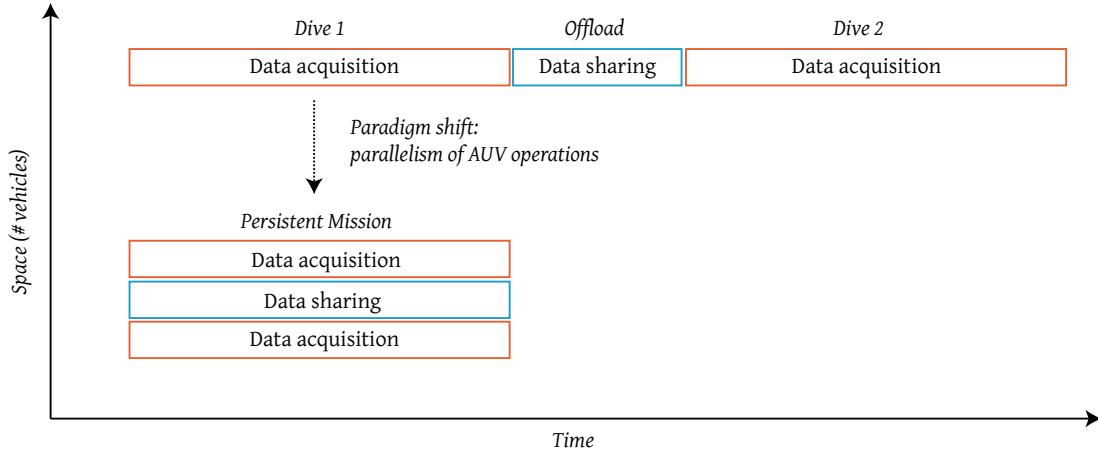 Dive 1
Offload
Dive 2
Data acquisition
Data sharing
Data acquisition
Paradigm shift:
parallelism of AUV operations
Persistent Mission
Data acquisition
Data sharing
Data acquisition
Space (# vehicles)
Time